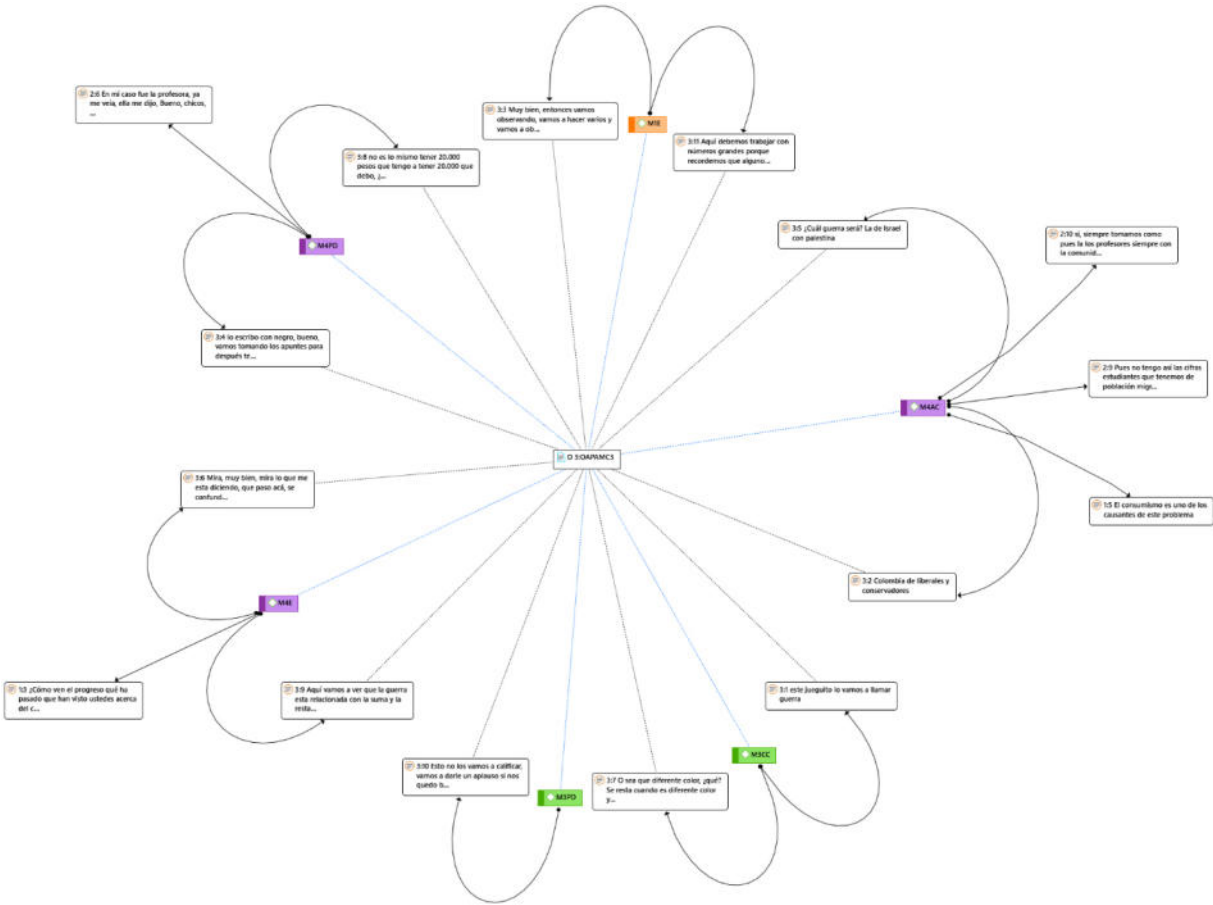 2:6 En mi caso fue la profesora, ya
me veía, ella me dijo, Bueno, chicos,
...
3:8 no es lo mismo tener 20.000
pesos que tengo a tener 20.000 que
debo, ¿...
M4PD
3:4 lo escribo con negro, bueno,
vamos tomando los apuntes para
después te...
3:3 Muy bien, entonces vamos
observando, vamos a hacer varios y
vamos a ob...
M1E
3:11 Aquí debemos trabajar con
números grandes porque
recordemos que alguno...
3:5 ¿Cuál guerra será? La de Israel
con palestina
2:10 sí, siempre tomamos como
pues la los profesores siempre con
la comunid...
2:9 Pues no tengo así las cifras
estudiantes que tenemos de
población migr...
M4AC
1:5 El consumismo es uno de los
causantes de este problema
3:2 Colombia de liberales y
conservadores
D 3:OAPAMC3
3:6 Mira, muy bien, mira lo que me
esta diciendo, que paso acá, se
confundi...
M4E
1:3 ¿Cómo ven el progreso qué ha
pasado que han visto ustedes acerca
del c...
3:9 Aquí vamos a ver que la guerra
esta relacionada con la suma y la
resta...
3:10 Esto no los vamos a calificar,
vamos a darle un aplauso si nos
quedo b...
M3PD
3:7 O sea que diferente color, ¿qué?
Se resta cuando es diferente color
y...
M3CC
3:1 este jueguito lo vamos a llamar
guerra